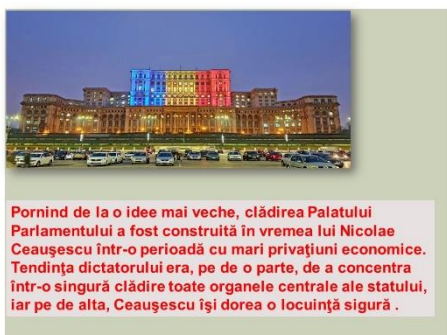 Pornind de la o idee mai veche, clădirea Palatului
Parlamentului a fost construită în vremea lui Nicolae
Ceauşescu într-o perioadă cu mari privaţiuni economice.
Tendinţa dictatorului era, pe de o parte, de a concentra
într-o singură clădire toate organele centrale ale statului,
iar pe de alta, Ceauşescu îşi dorea o locuinţă sigură .